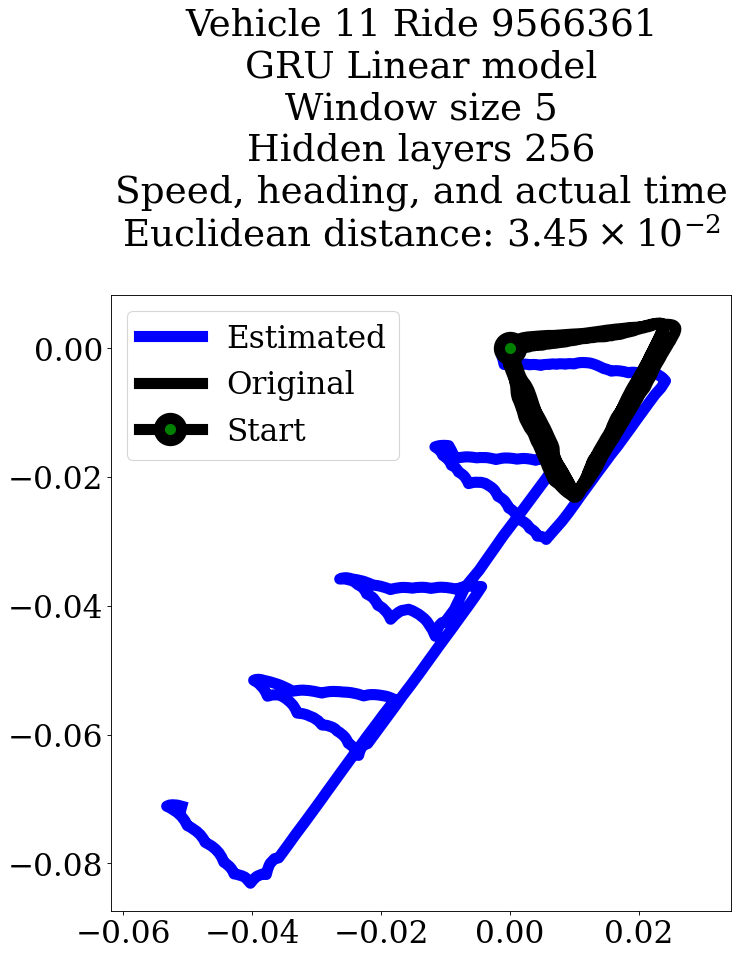 Vehicle 11 Ride 9566361
GRU Linear model
Window size 5
Hidden layers 256
Speed, heading, and actual time
Euclidean distance: 3.45 × 10⁻²
Estimated
Original
Start
0.00
−0.02
−0.04
−0.06
−0.08
−0.06 −0.04 −0.02 0.00 0.02